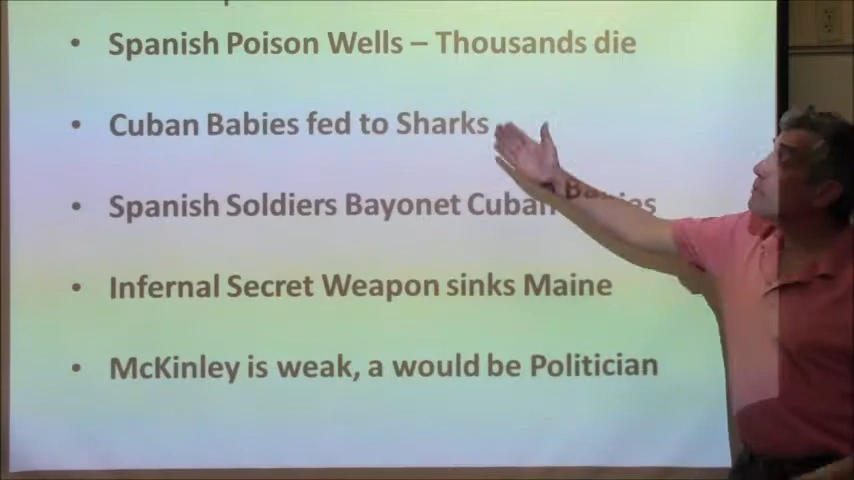 • Spanish Poison Wells – Thousands die
• Cuban Babies fed to Sharks
• Spanish Soldiers Bayonet Cuban Babies
• Infernal Secret Weapon sinks Maine
• McKinley is weak, a would be Politician